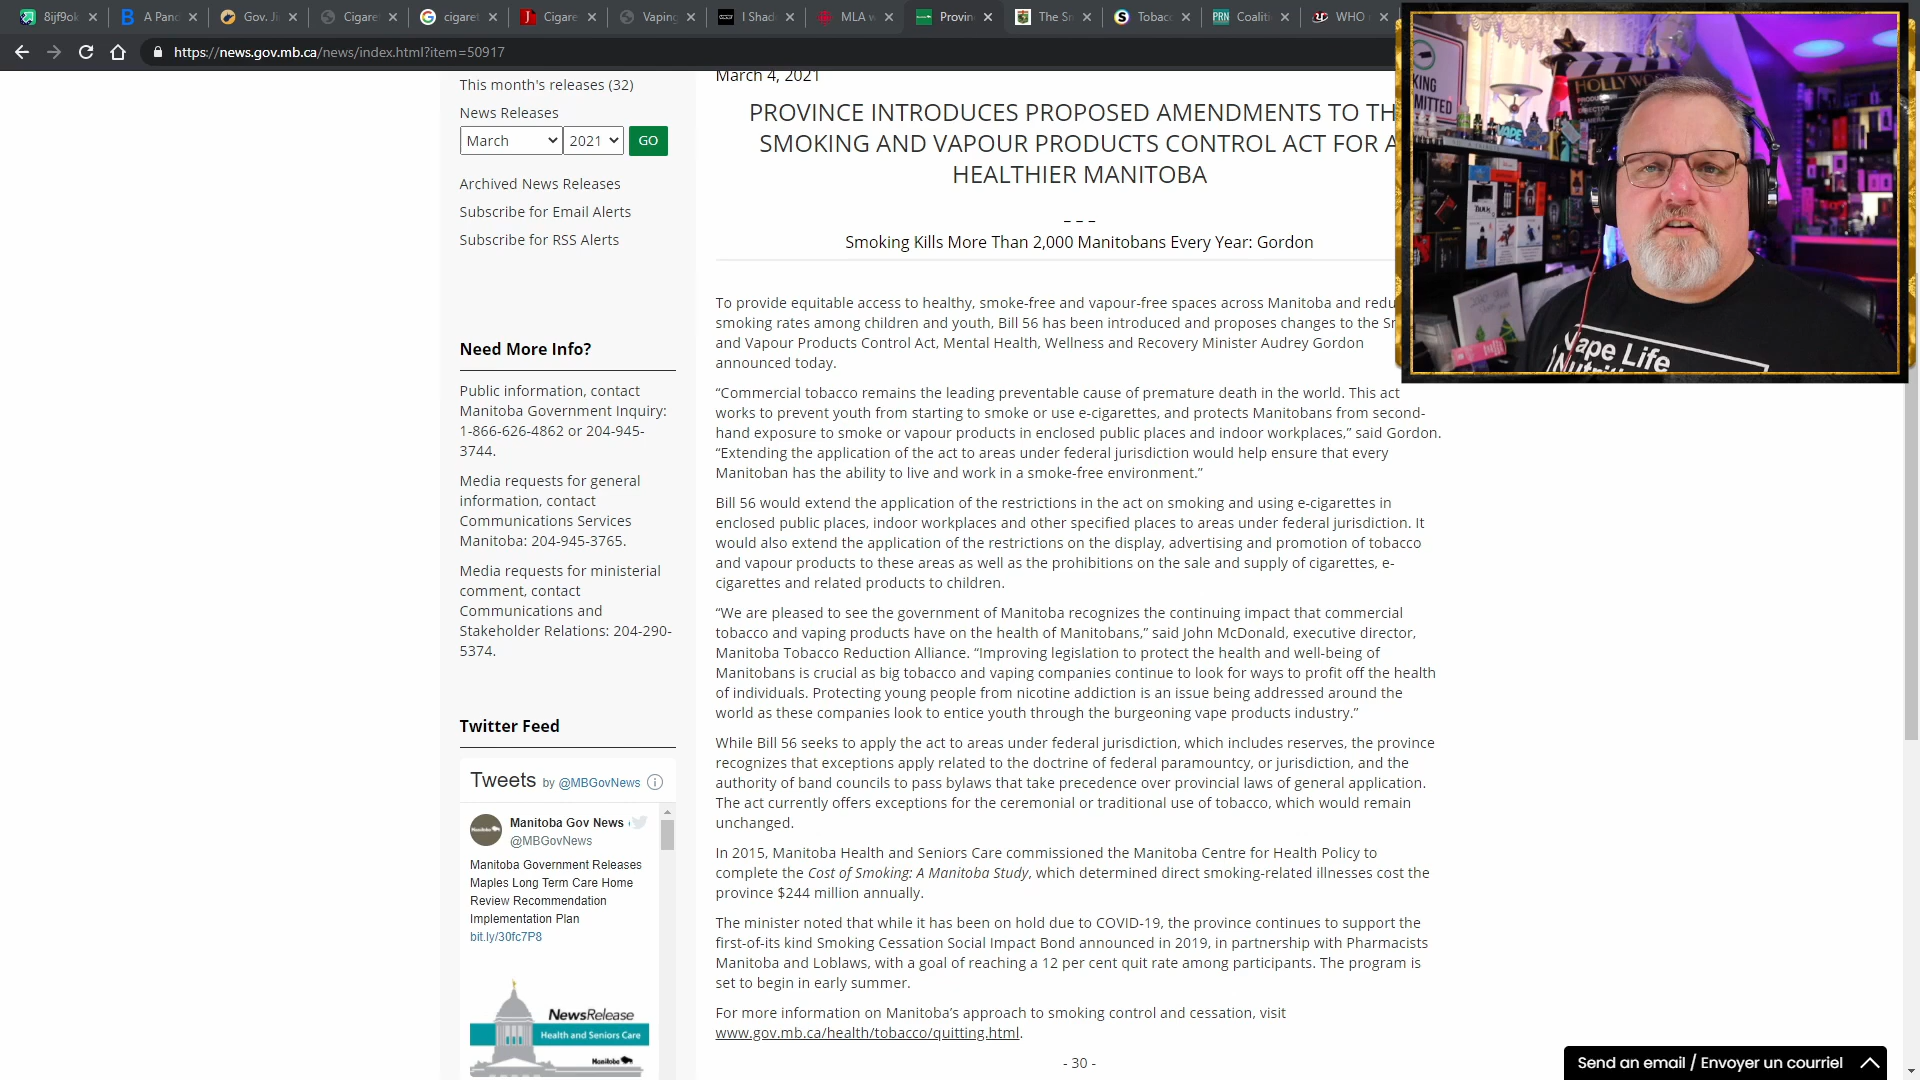 8ijf9ok
A Panc
Gov. Ji
Cigare
cigaret
Cigare
Vaping
I Shad
MLA w
Provin
The Sm
Tobac
Coaliti
WHO
https://news.gov.mb.ca/news/index.html?item=50917
This month's releases (32)
News Releases
March 2021 GO
Archived News Releases
Subscribe for Email Alerts
Subscribe for RSS Alerts
Need More Info?
Public information, contact
Manitoba Government Inquiry:
1-866-626-4862 or 204-945-
3744.
Media requests for general
information, contact
Communications Services
Manitoba: 204-945-3765.
Media requests for ministerial
comment, contact
Communications and
Stakeholder Relations: 204-290-
5374.
Twitter Feed
Tweets by @MBGovNews
Manitoba Gov News
@MBGovNews
Manitoba Government Releases
Maples Long Term Care Home
Review Recommendation
Implementation Plan
bit.ly/30fc7P8
NewsRelease
Health and Seniors Care
Manitoba
March 4, 2021
PROVINCE INTRODUCES PROPOSED AMENDMENTS TO TH
SMOKING AND VAPOUR PRODUCTS CONTROL ACT FOR A
HEALTHIER MANITOBA
– – –
Smoking Kills More Than 2,000 Manitobans Every Year: Gordon
To provide equitable access to healthy, smoke-free and vapour-free spaces across Manitoba and redu
smoking rates among children and youth, Bill 56 has been introduced and proposes changes to the Sm
and Vapour Products Control Act, Mental Health, Wellness and Recovery Minister Audrey Gordon
announced today.
“Commercial tobacco remains the leading preventable cause of premature death in the world. This act
works to prevent youth from starting to smoke or use e-cigarettes, and protects Manitobans from second-
hand exposure to smoke or vapour products in enclosed public places and indoor workplaces,” said Gordon.
“Extending the application of the act to areas under federal jurisdiction would help ensure that every
Manitoban has the ability to live and work in a smoke-free environment.”
Bill 56 would extend the application of the restrictions in the act on smoking and using e-cigarettes in
enclosed public places, indoor workplaces and other specified places to areas under federal jurisdiction. It
would also extend the application of the restrictions on the display, advertising and promotion of tobacco
and vapour products to these areas as well as the prohibitions on the sale and supply of cigarettes, e-
cigarettes and related products to children.
“We are pleased to see the government of Manitoba recognizes the continuing impact that commercial
tobacco and vaping products have on the health of Manitobans,” said John McDonald, executive director,
Manitoba Tobacco Reduction Alliance. “Improving legislation to protect the health and well-being of
Manitobans is crucial as big tobacco and vaping companies continue to look for ways to profit off the health
of individuals. Protecting young people from nicotine addiction is an issue being addressed around the
world as these companies look to entice youth through the burgeoning vape products industry.”
While Bill 56 seeks to apply the act to areas under federal jurisdiction, which includes reserves, the province
recognizes that exceptions apply related to the doctrine of federal paramountcy, or jurisdiction, and the
authority of band councils to pass bylaws that take precedence over provincial laws of general application.
The act currently offers exceptions for the ceremonial or traditional use of tobacco, which would remain
unchanged.
In 2015, Manitoba Health and Seniors Care commissioned the Manitoba Centre for Health Policy to
complete the Cost of Smoking: A Manitoba Study, which determined direct smoking-related illnesses cost the
province $244 million annually.
The minister noted that while it has been on hold due to COVID-19, the province continues to support the
first-of-its kind Smoking Cessation Social Impact Bond announced in 2019, in partnership with Pharmacists
Manitoba and Loblaws, with a goal of reaching a 12 per cent quit rate among participants. The program is
set to begin in early summer.
For more information on Manitoba’s approach to smoking control and cessation, visit
www.gov.mb.ca/health/tobacco/quitting.html.
- 30 -
KING
MITTED
HOLLYWO
VAPE
Vape Life
Send an email / Envoyer un courriel